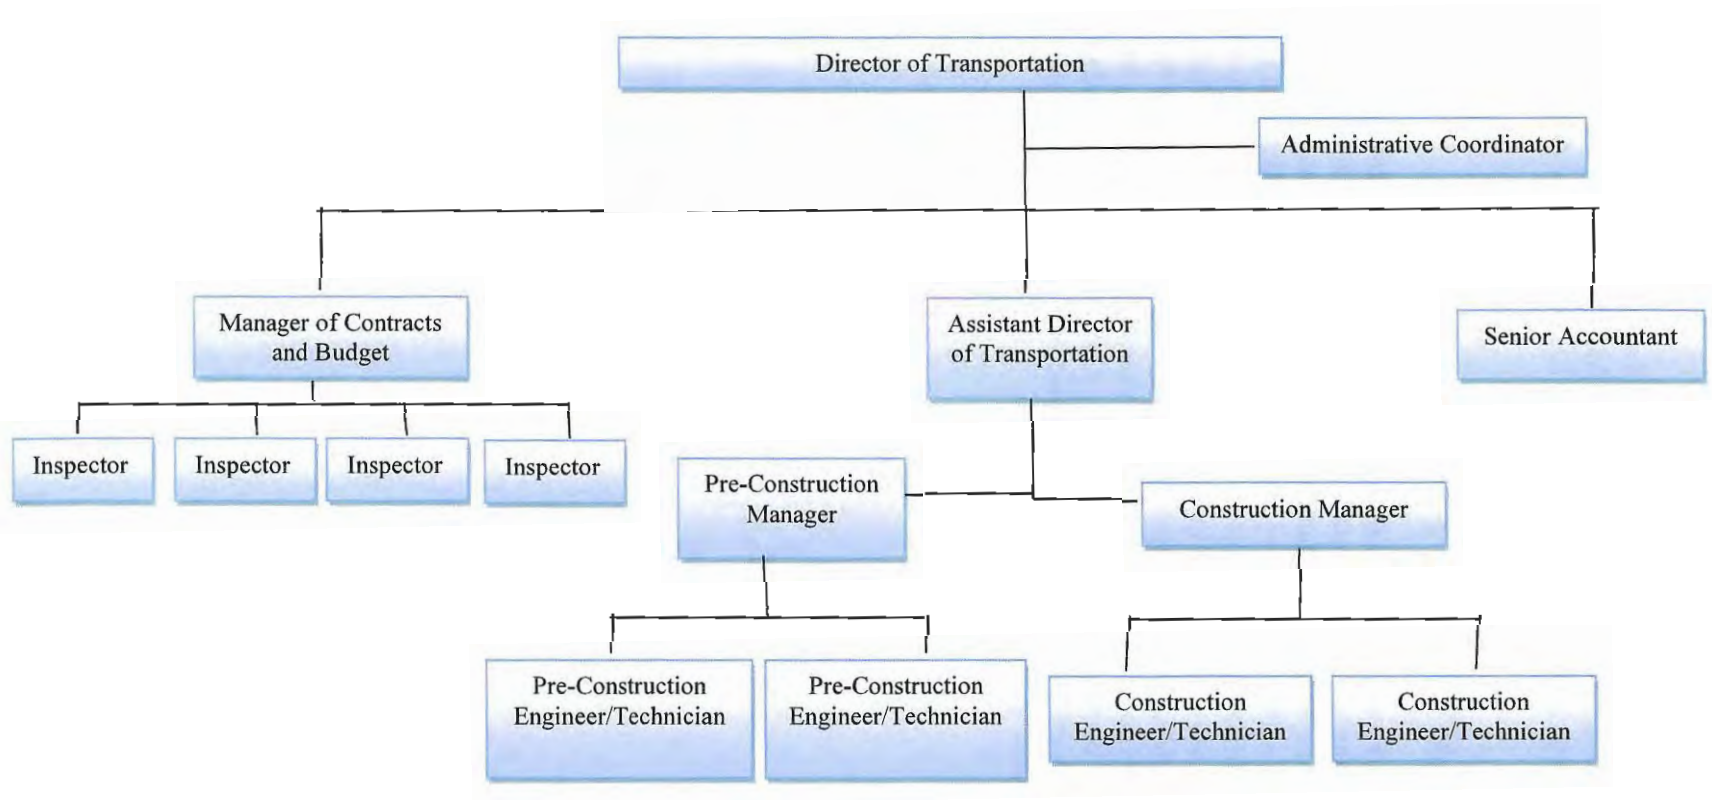 Director of Transportation
Administrative Coordinator
Manager of Contracts
and Budget
Assistant Director
of Transportation
Senior Accountant
Inspector
Inspector
Inspector
Inspector
Pre-Construction
Manager
Construction Manager
Pre-Construction
Engineer/Technician
Pre-Construction
Engineer/Technician
Construction
Engineer/Technician
Construction
Engineer/Technician